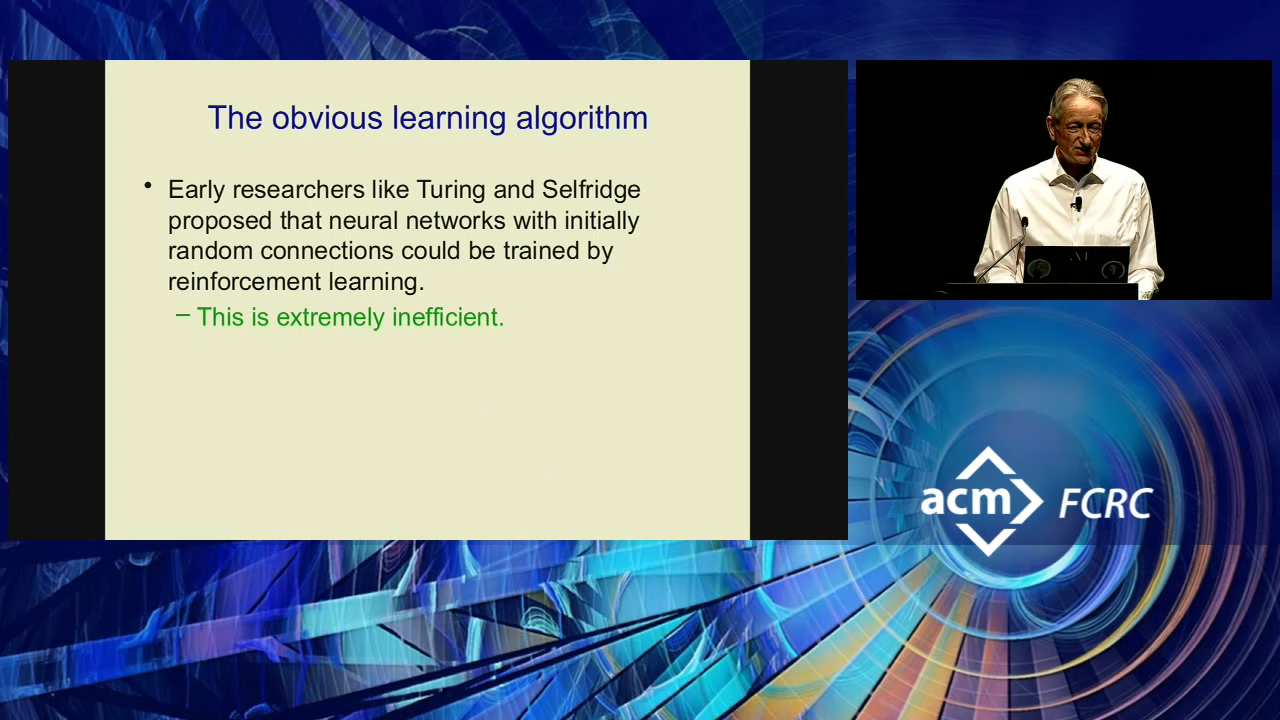 The obvious learning algorithm
• Early researchers like Turing and Selfridge
proposed that neural networks with initially
random connections could be trained by
reinforcement learning.
– This is extremely inefficient.
acm FCRC